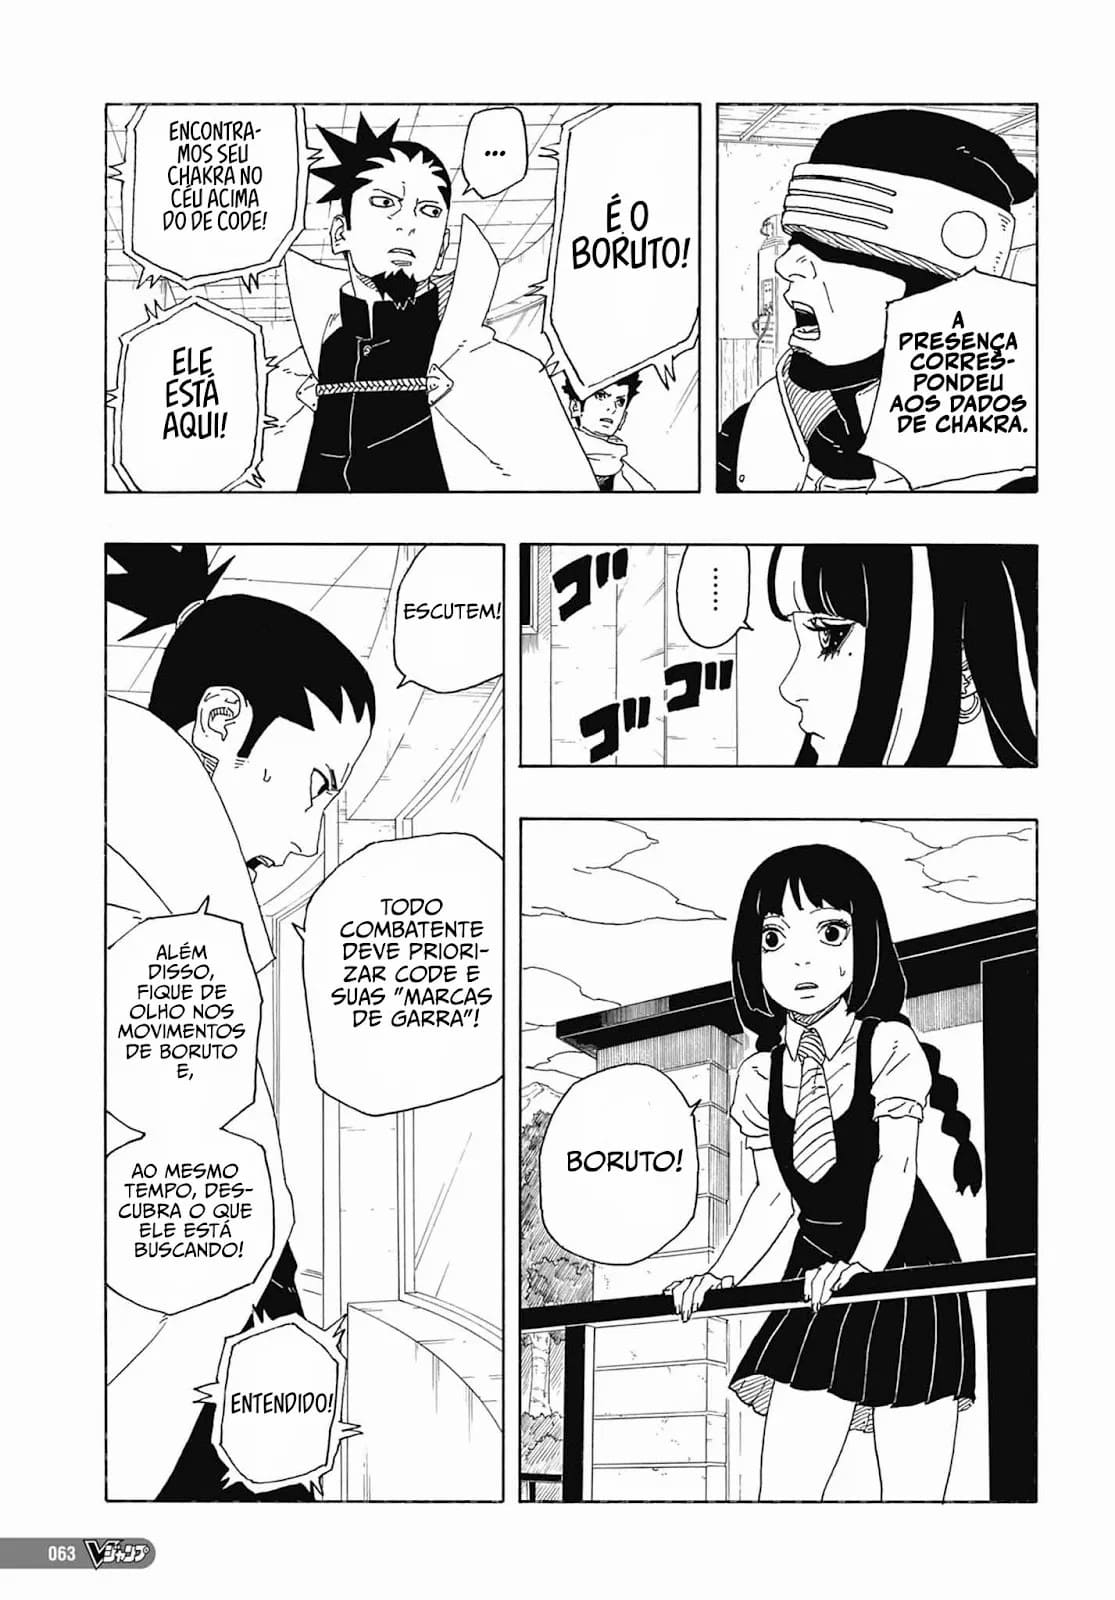 A
PRESENÇA
CORRES-
PONDEU
AOS DADOS
DE CHAKRA.
É O
BORUTO!
...
ENCONTRA-
MOS SEU
CHAKRA NO
CÉU ACIMA
DO DE CODE!
ELE
ESTÁ
AQUI!
......
ゴ
ゴ
ゴ
BORUTO!
ESCUTEM!
TODO
COMBATENTE
DEVE PRIORI-
ZAR CODE E
SUAS "MARCAS
DE GARRA"!
ALÉM
DISSO,
FIQUE DE
OLHO NOS
MOVIMENTOS
DE BORUTO
E,
AO MESMO
TEMPO, DES-
CUBRA O QUE
ELE ESTÁ
BUSCANDO!
ENTENDIDO!
063 Vジャンプ